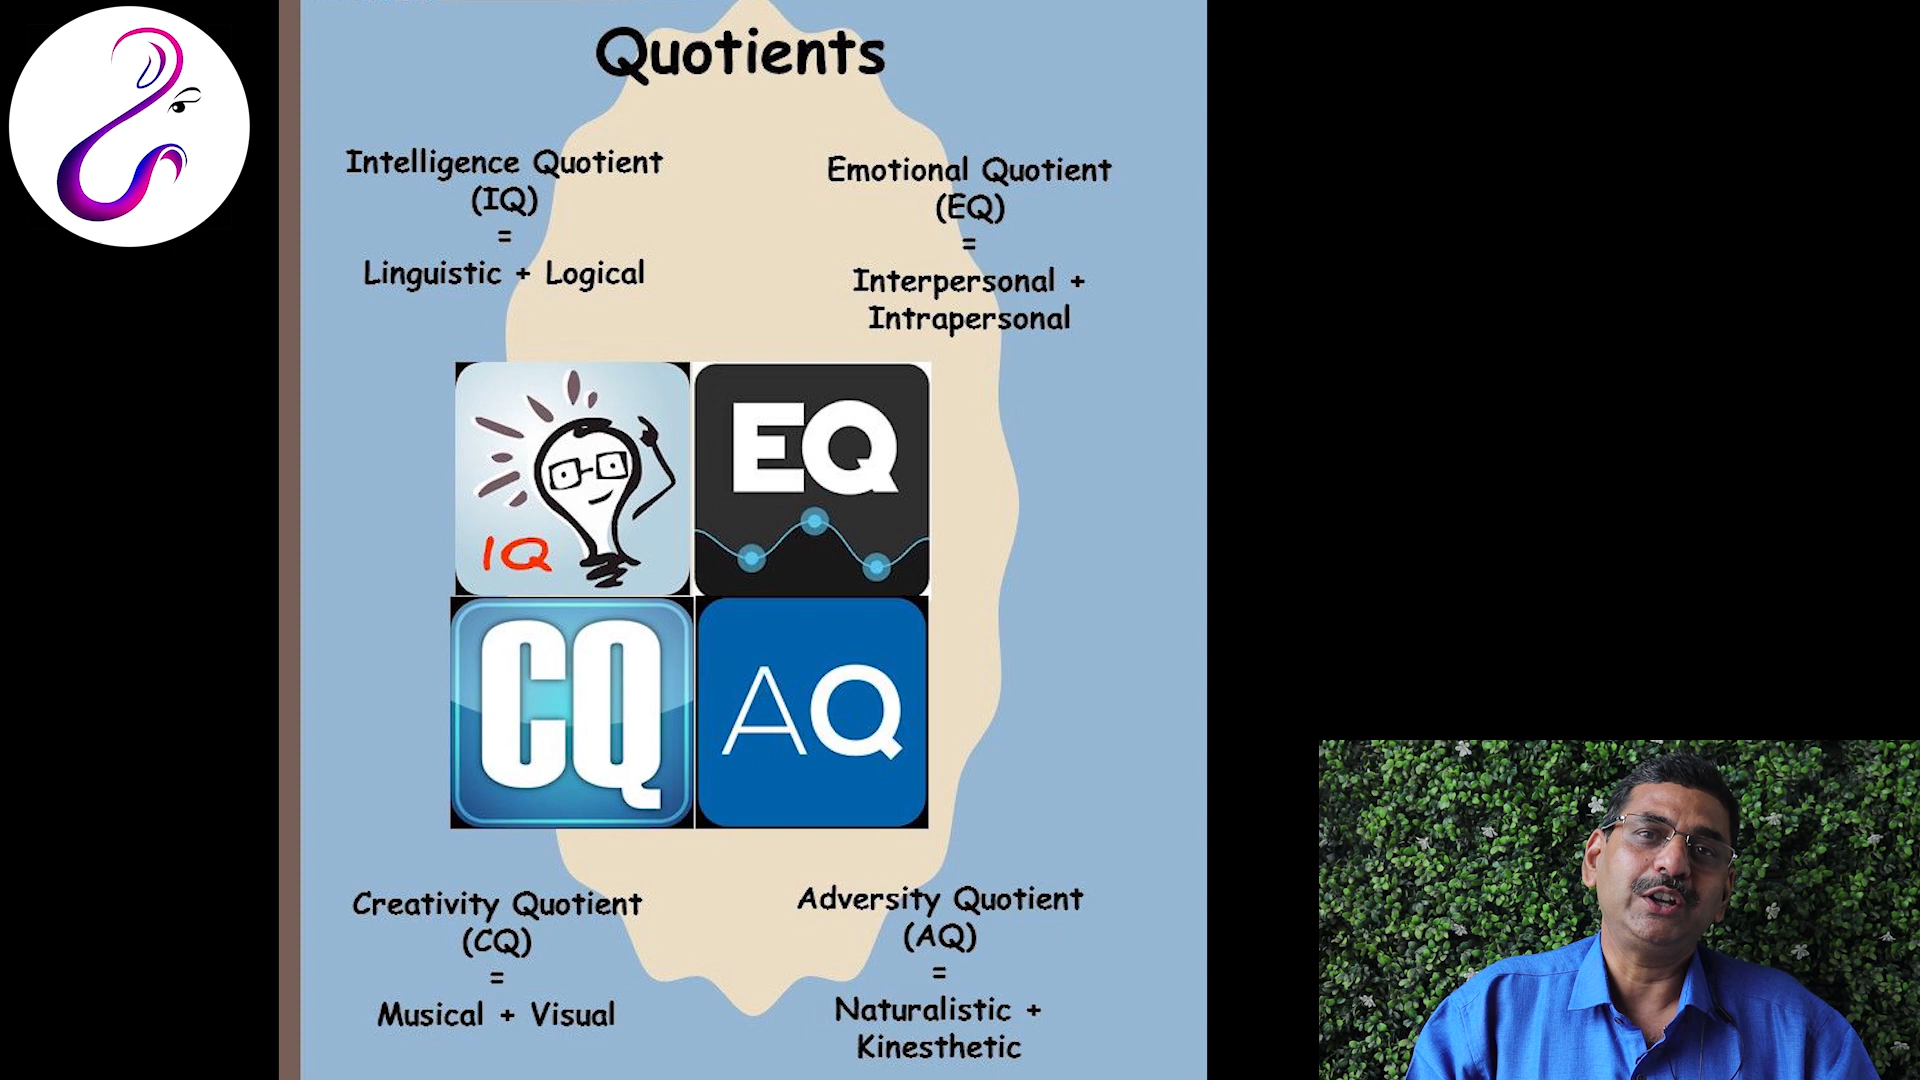 Quotients
Intelligence Quotient
(IQ)
=
Linguistic + Logical
Emotional Quotient
(EQ)
=
Interpersonal +
Intrapersonal
IQ
EQ
CQ
AQ
Creativity Quotient
(CQ)
=
Musical + Visual
Adversity Quotient
(AQ)
=
Naturalistic +
Kinesthetic